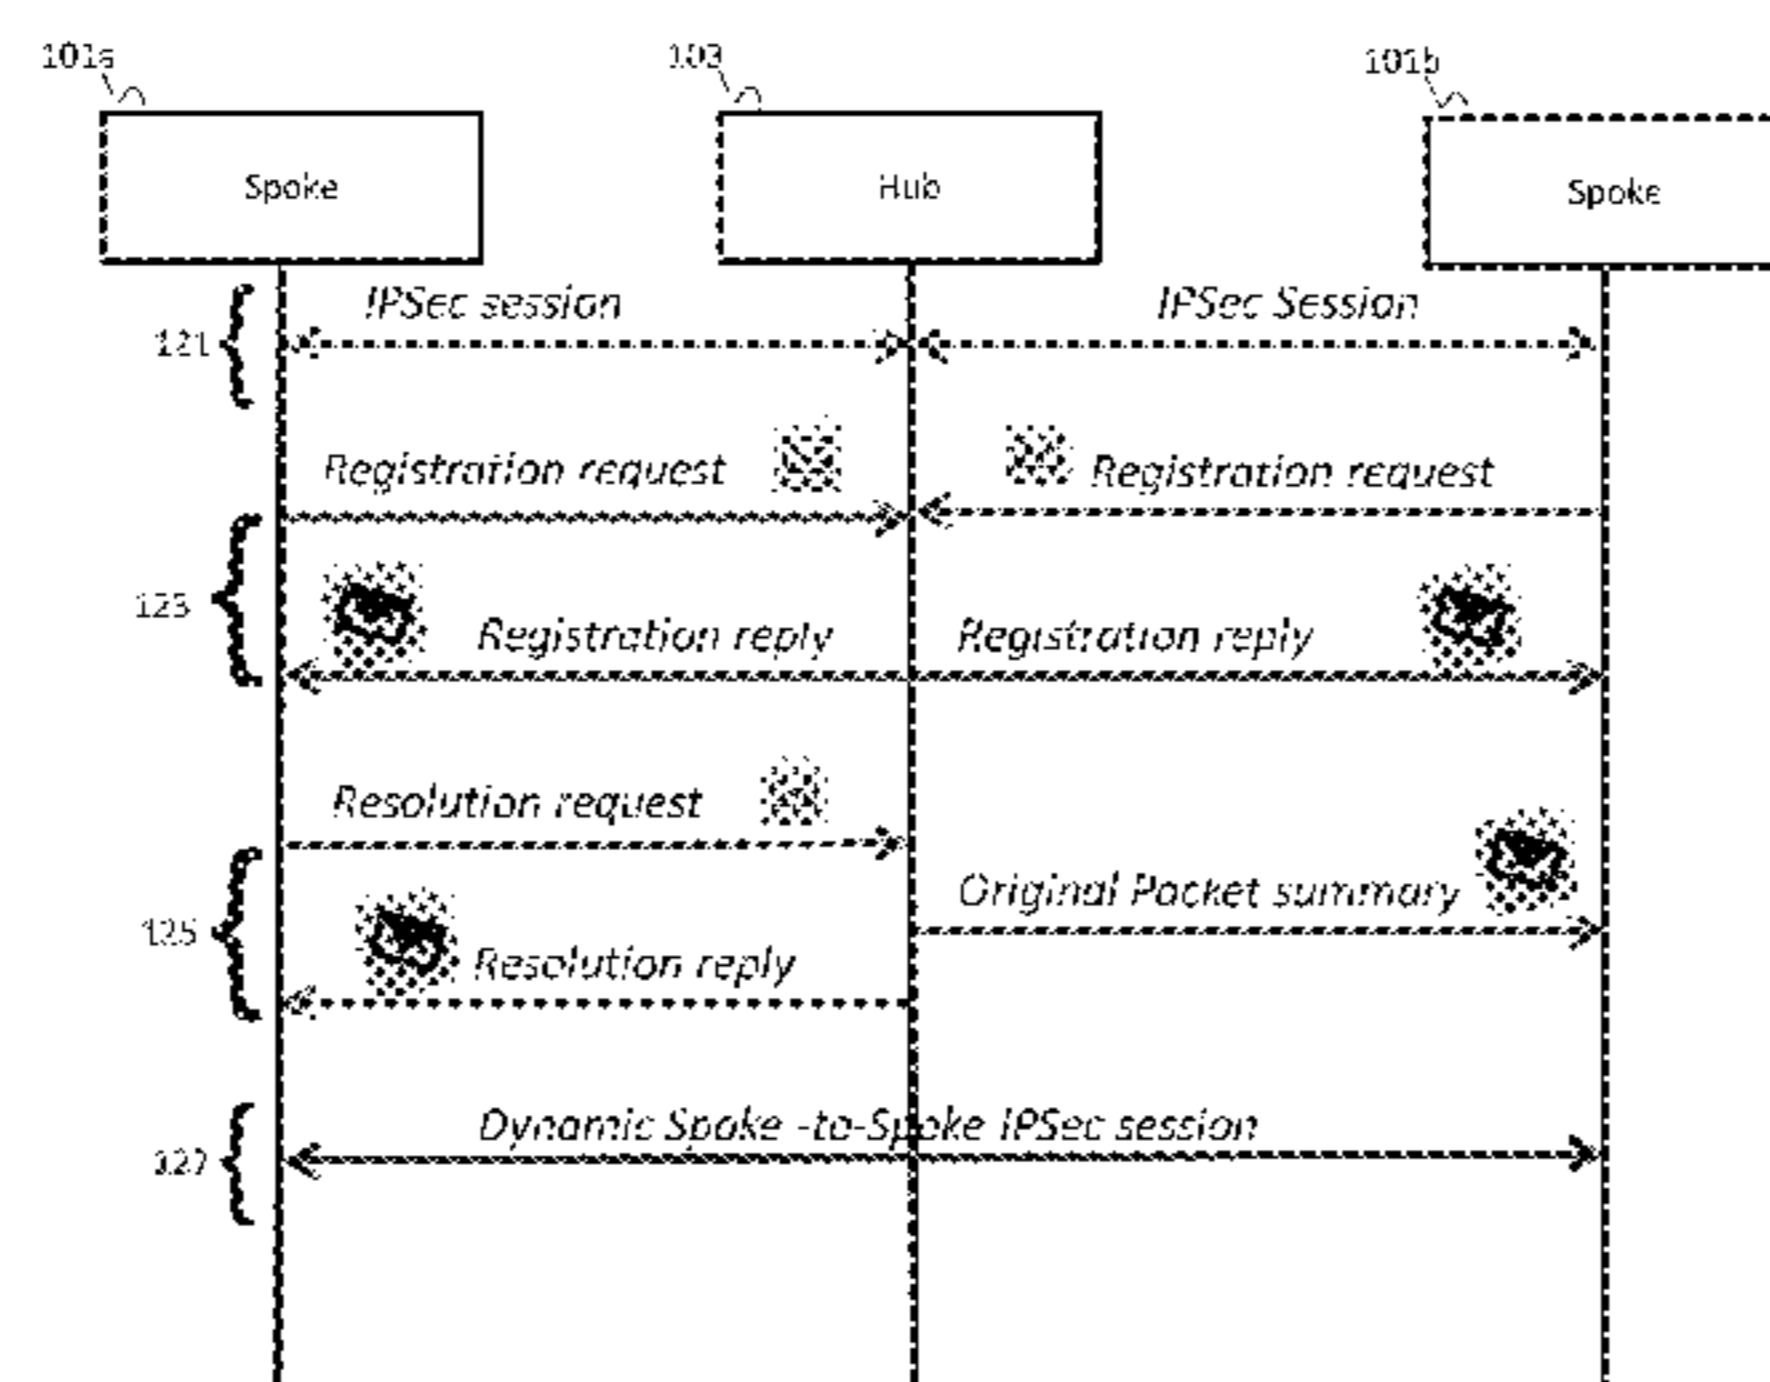 101a
103
101b
Spoke
Hub
Spoke
IPSec session
IPSec Session
121
Registration request
Registration request
123
Registration reply
Registration reply
Resolution request
Original Packet summary
125
Resolution reply
Dynamic Spoke -to-Spoke IPSec session
127